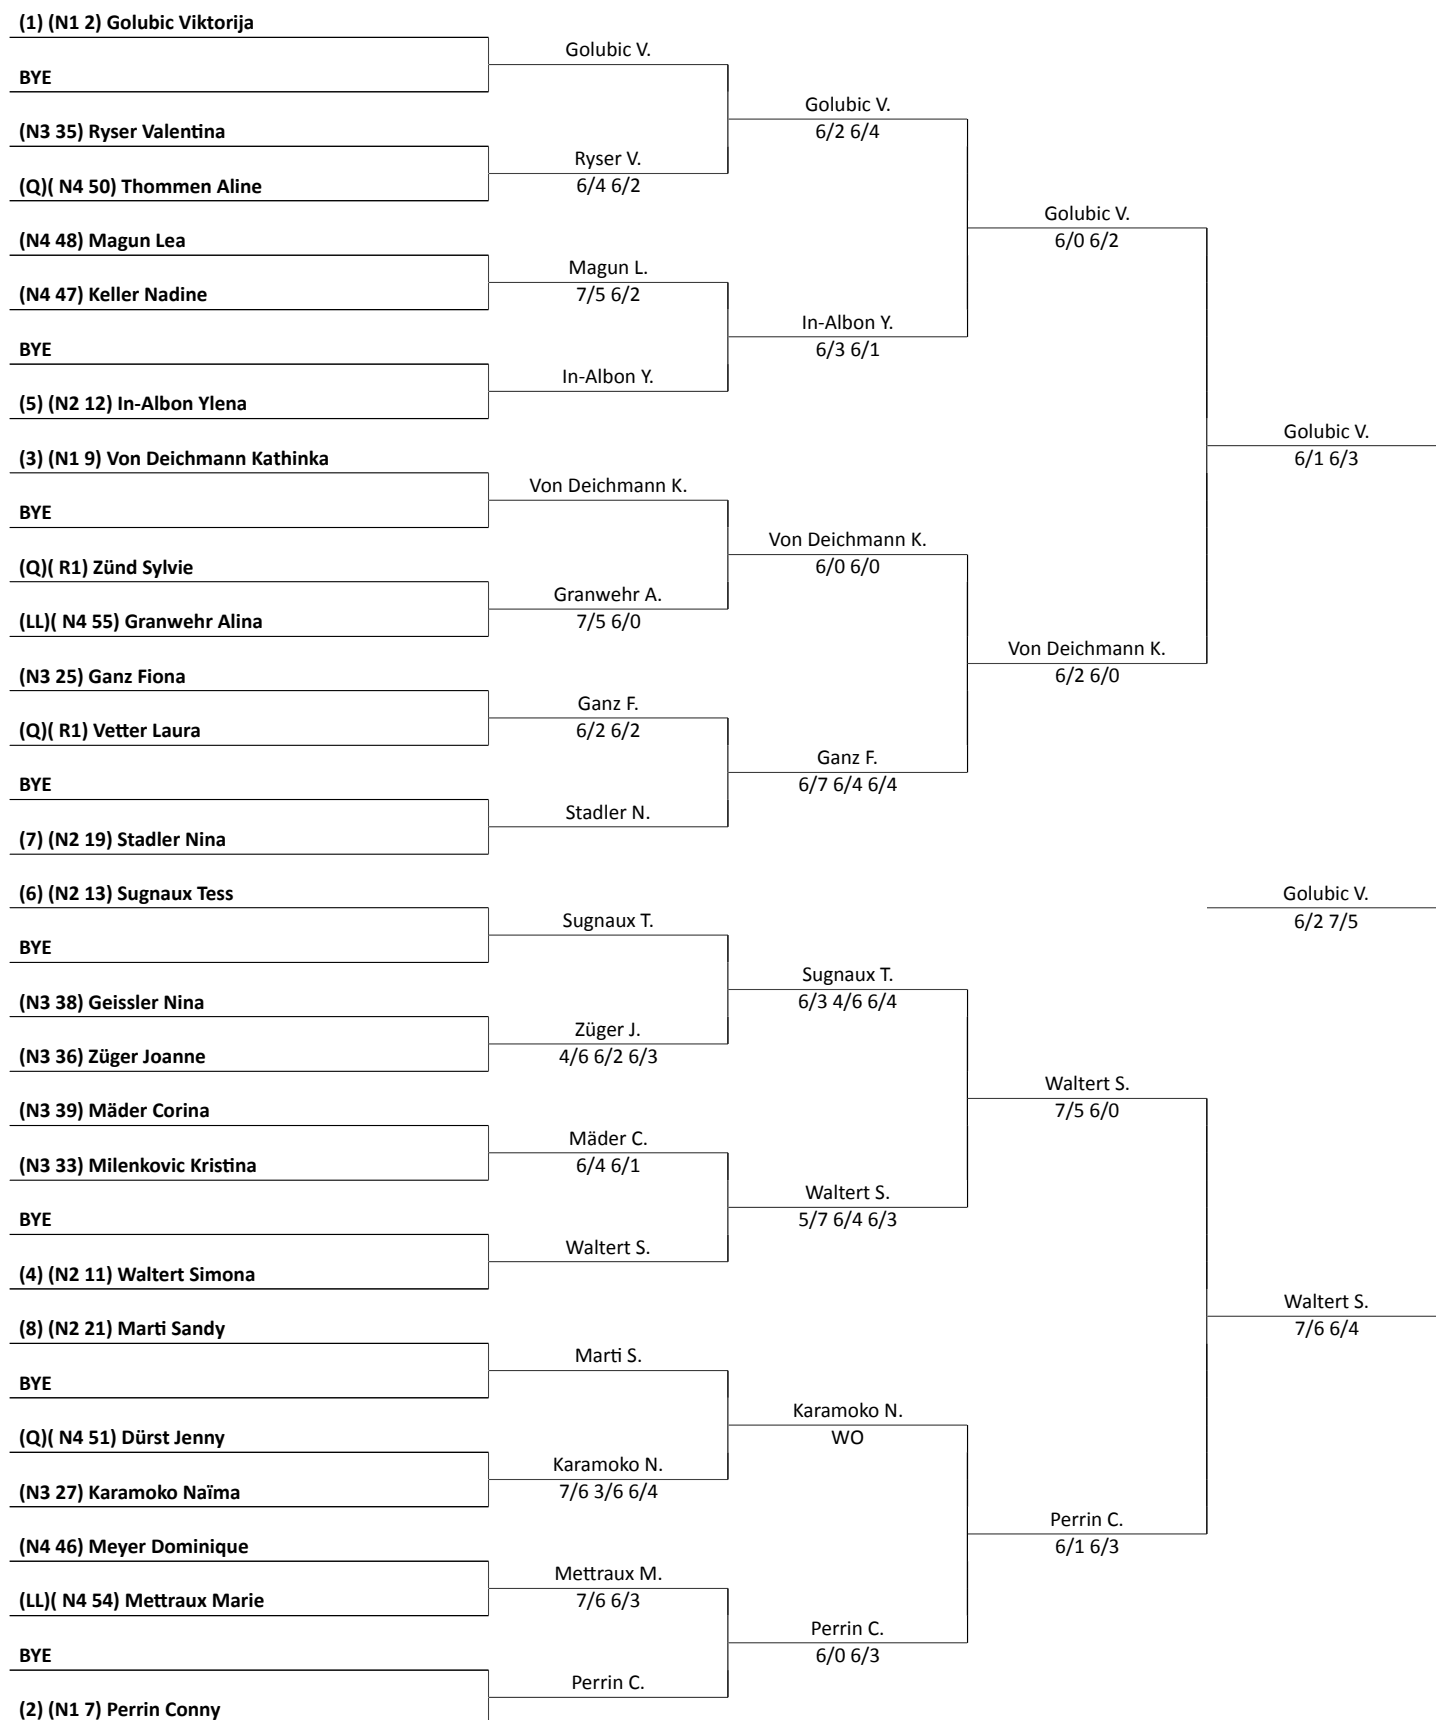 (1) (N1 2) Golubic Viktorija
Golubic V.
BYE
Golubic V.
6/2 6/4
(N3 35) Ryser Valentina
Ryser V.
6/4 6/2
(Q)( N4 50) Thommen Aline
Golubic V.
6/0 6/2
(N4 48) Magun Lea
Magun L.
7/5 6/2
(N4 47) Keller Nadine
In-Albon Y.
6/3 6/1
BYE
In-Albon Y.
(5) (N2 12) In-Albon Ylena
Golubic V.
6/1 6/3
(3) (N1 9) Von Deichmann Kathinka
Von Deichmann K.
BYE
Von Deichmann K.
6/0 6/0
(Q)( R1) Zünd Sylvie
Granwehr A.
7/5 6/0
(LL)( N4 55) Granwehr Alina
Von Deichmann K.
6/2 6/0
(N3 25) Ganz Fiona
Ganz F.
6/2 6/2
(Q)( R1) Vetter Laura
Ganz F.
6/7 6/4 6/4
BYE
Stadler N.
(7) (N2 19) Stadler Nina
(6) (N2 13) Sugnaux Tess
Golubic V.
6/2 7/5
Sugnaux T.
BYE
Sugnaux T.
6/3 4/6 6/4
(N3 38) Geissler Nina
Züger J.
4/6 6/2 6/3
(N3 36) Züger Joanne
Waltert S.
7/5 6/0
(N3 39) Mäder Corina
Mäder C.
6/4 6/1
(N3 33) Milenkovic Kristina
Waltert S.
5/7 6/4 6/3
BYE
Waltert S.
(4) (N2 11) Waltert Simona
Waltert S.
7/6 6/4
(8) (N2 21) Marti Sandy
Marti S.
BYE
Karamoko N.
WO
(Q)( N4 51) Dürst Jenny
Karamoko N.
7/6 3/6 6/4
(N3 27) Karamoko Naïma
Perrin C.
6/1 6/3
(N4 46) Meyer Dominique
Mettraux M.
7/6 6/3
(LL)( N4 54) Mettraux Marie
Perrin C.
6/0 6/3
BYE
Perrin C.
(2) (N1 7) Perrin Conny